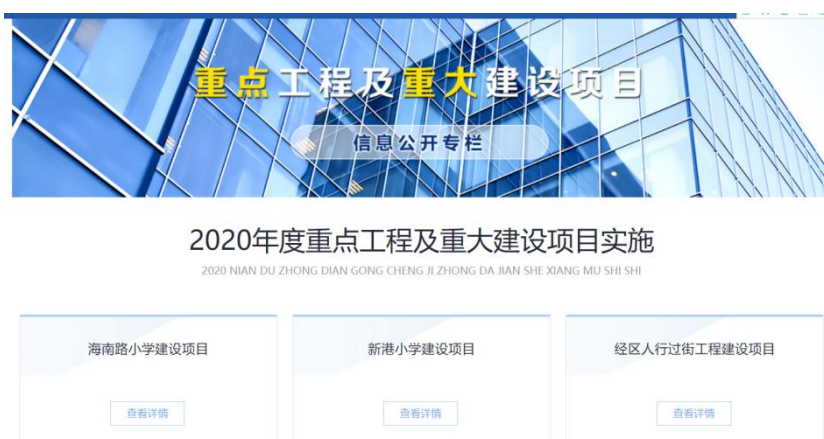 重点工程及重大建设项目
信息公开专栏
2020年度重点工程及重大建设项目实施
2020 NIAN DU ZHONG DIAN GONG CHENG JI ZHONG DA JIAN SHE XIANG MU SHI SHI
海南路小学建设项目
新港小学建设项目
经区人行过街工程建设项目
查看详情
查看详情
查看详情